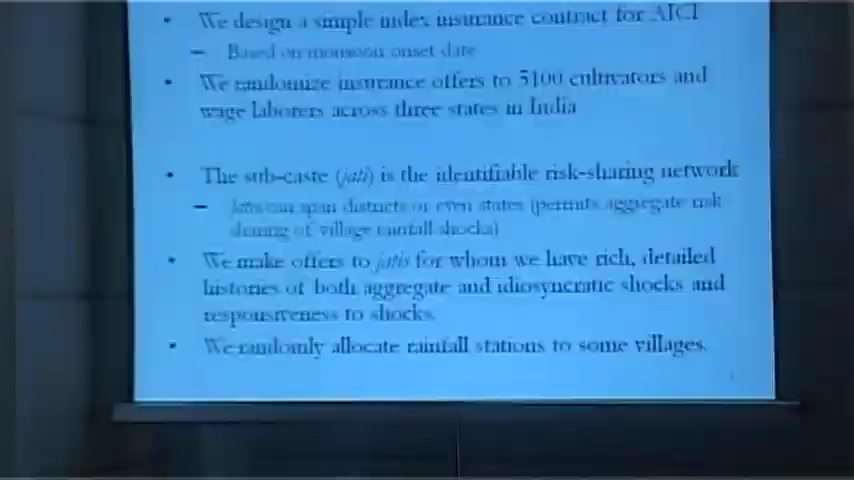 • We design a simple index insurance contract for AICI
– Based on monsoon onset date
• We randomize insurance offers to 5100 cultivators and
wage laborers across three states in India
• The sub-caste (jati) is the identifiable risk-sharing network
– Jatis can span districts or even states (permits aggregate risk
sharing of village rainfall shocks)
• We make offers to jatis for whom we have rich, detailed
histories of both aggregate and idiosyncratic shocks and
responsiveness to shocks.
• We randomly allocate rainfall stations to some villages.